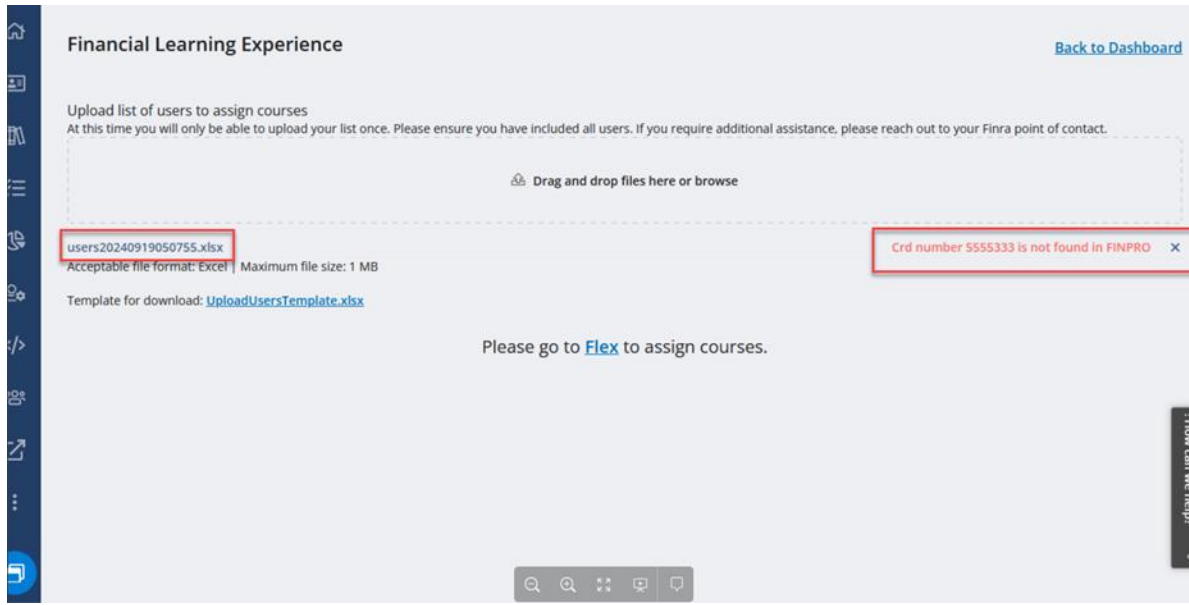 Financial Learning Experience
Back to Dashboard
Upload list of users to assign courses
At this time you will only be able to upload your list once. Please ensure you have included all users. If you require additional assistance, please reach out to your Finra point of contact.
Drag and drop files here or browse
users20240919050755.xlsx
Crd number 5555333 is not found in FINPRO
Acceptable file format: Excel | Maximum file size: 1 MB
Template for download: UploadUsersTemplate.xlsx
Please go to Flex to assign courses.
How can we help?